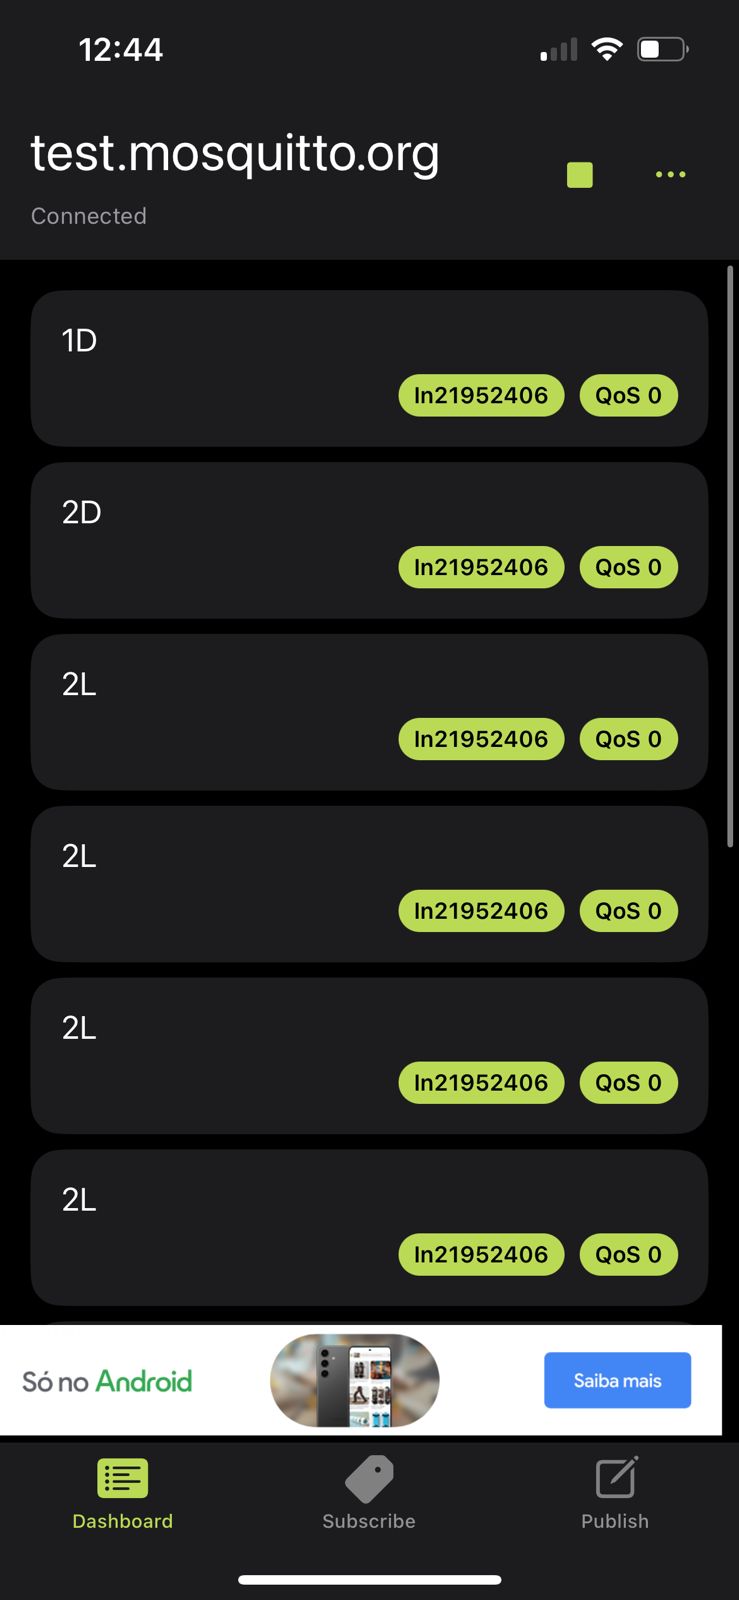 12:44
test.mosquitto.org
Connected
1D
In21952406 QoS 0
2D
In21952406 QoS 0
2L
In21952406 QoS 0
2L
In21952406 QoS 0
2L
In21952406 QoS 0
2L
In21952406 QoS 0
Só no Android
Saiba mais
Dashboard Subscribe Publish